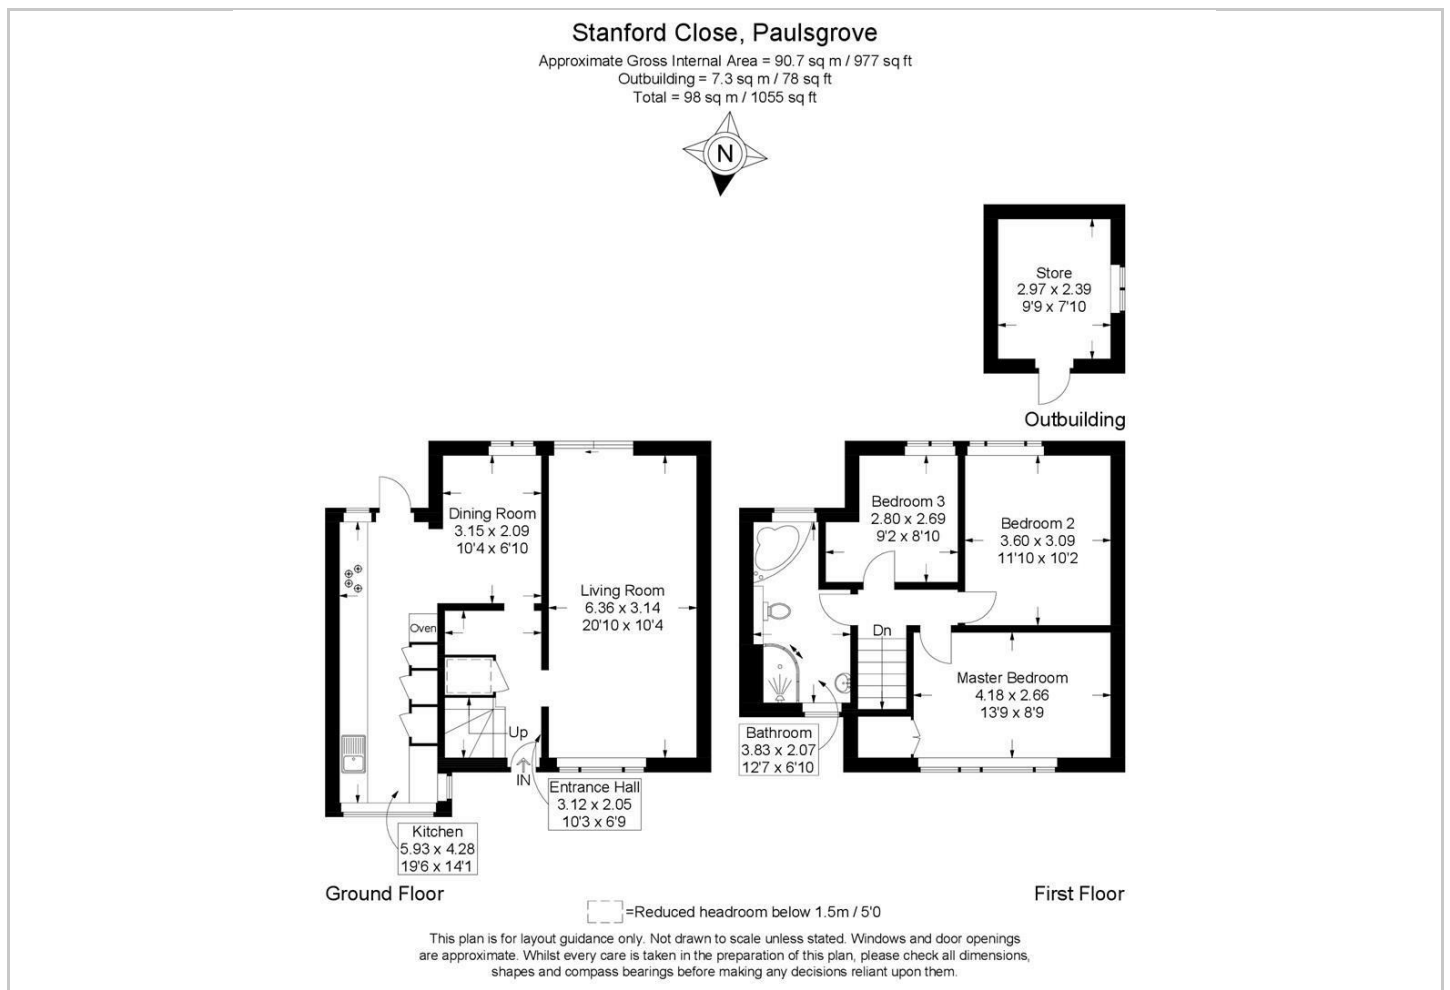 Stanford Close, Paulsgrove
Approximate Gross Internal Area = 90.7 sq m / 977 sq ft
Outbuilding = 7.3 sq m / 78 sq ft
Total = 98 sq m / 1055 sq ft
N
Store
2.97 x 2.39
9'9 x 7'10
Outbuilding
Dining Room
3.15 x 2.09
10'4 x 6'10
Living Room
6.36 x 3.14
20'10 x 10'4
Oven
Up
IN
Entrance Hall
3.12 x 2.05
10'3 x 6'9
Kitchen
5.93 x 4.28
19'6 x 14'1
Ground Floor
Bedroom 3
2.80 x 2.69
9'2 x 8'10
Bedroom 2
3.60 x 3.09
11'10 x 10'2
Dn
Master Bedroom
4.18 x 2.66
13'9 x 8'9
Bathroom
3.83 x 2.07
12'7 x 6'10
First Floor
=Reduced headroom below 1.5m / 5'0
This plan is for layout guidance only. Not drawn to scale unless stated. Windows and door openings
are approximate. Whilst every care is taken in the preparation of this plan, please check all dimensions,
shapes and compass bearings before making any decisions reliant upon them.